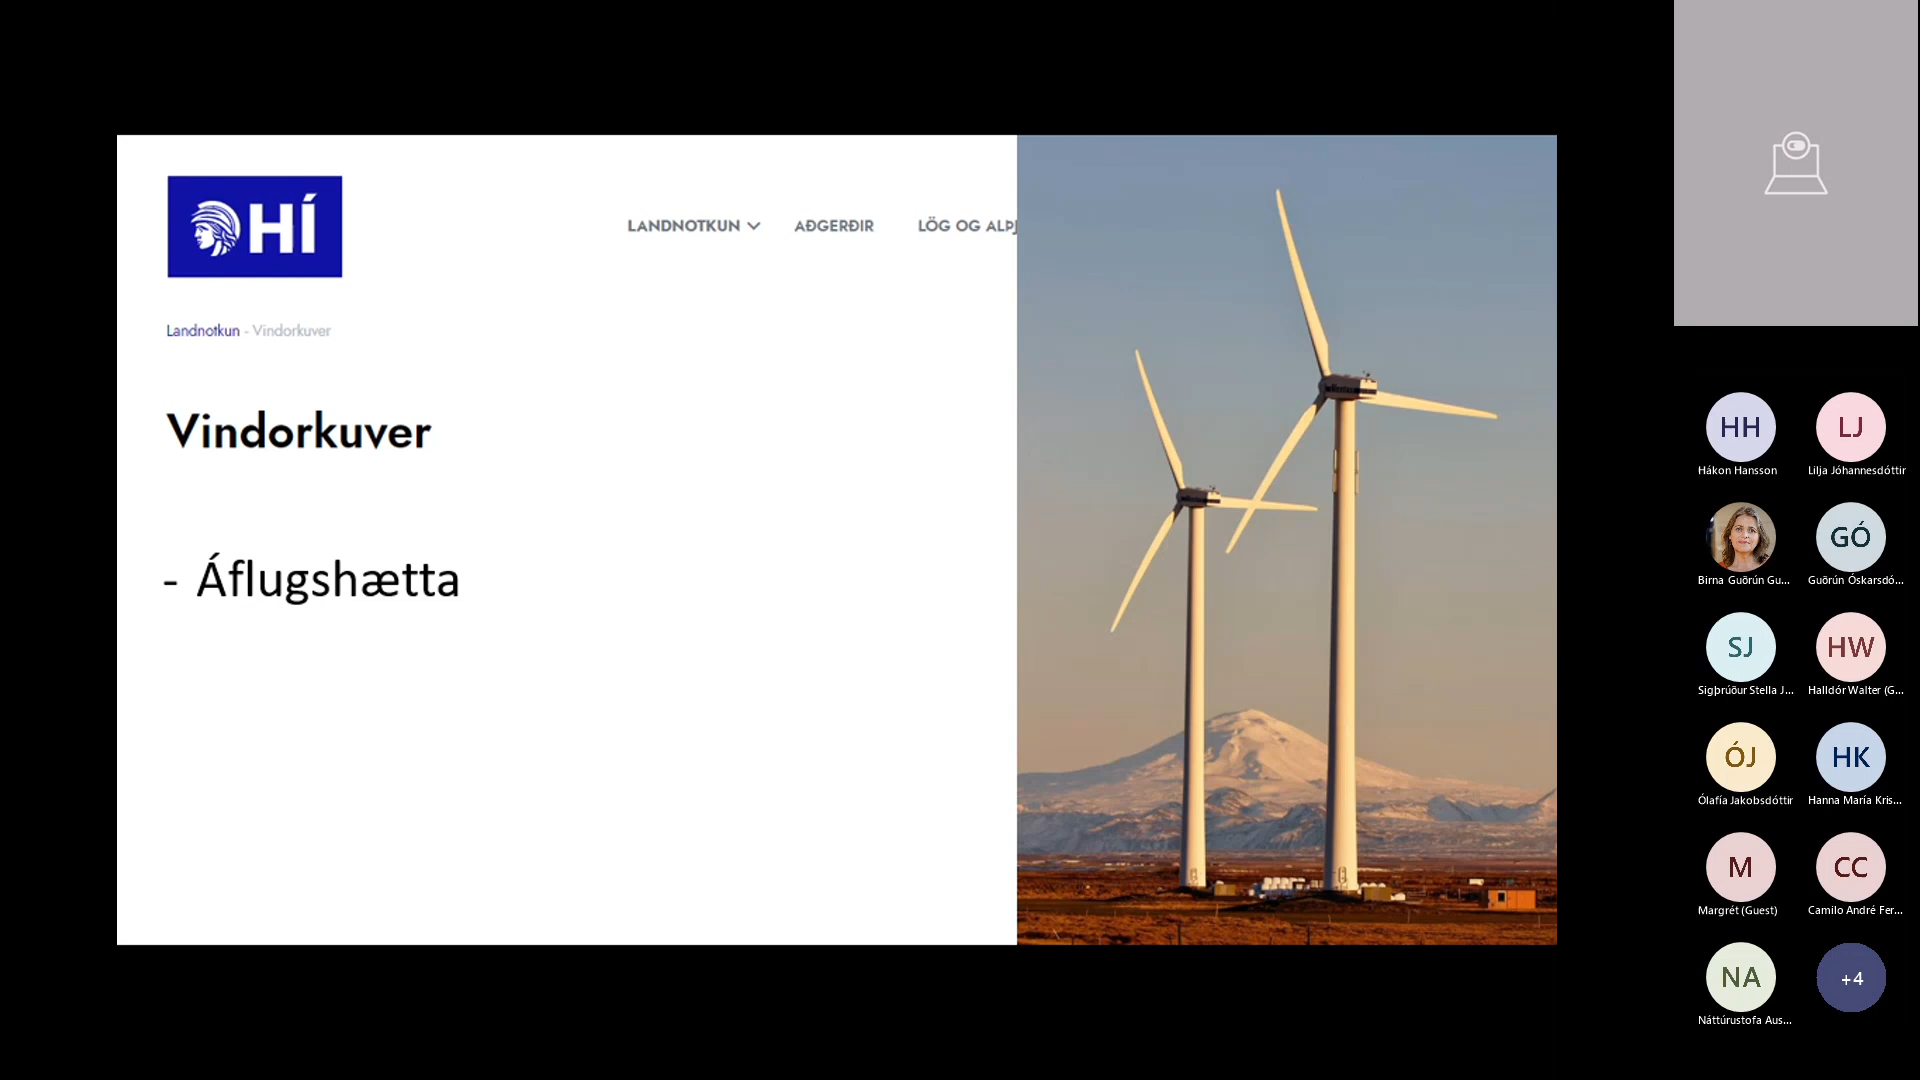 HÍ
LANDNOTKUN
AÐGERÐIR
LÖG OG ALÞJ
Landnotkun - Vindorkuver
Vindorkuver
- Áflugshætta
HH
Hákon Hansson
LJ
Lilja Jóhannesdóttir
Birna Guðrún Gu...
GÓ
Guðrún Óskarsdó...
SJ
Sigþrúður Stella J...
HW
Halldór Walter (G...
ÓJ
Ólafía Jakobsdóttir
HK
Hanna María Kris...
M
Margrét (Guest)
CC
Camilo André Fer...
NA
Náttúrustofa Aus...
+4